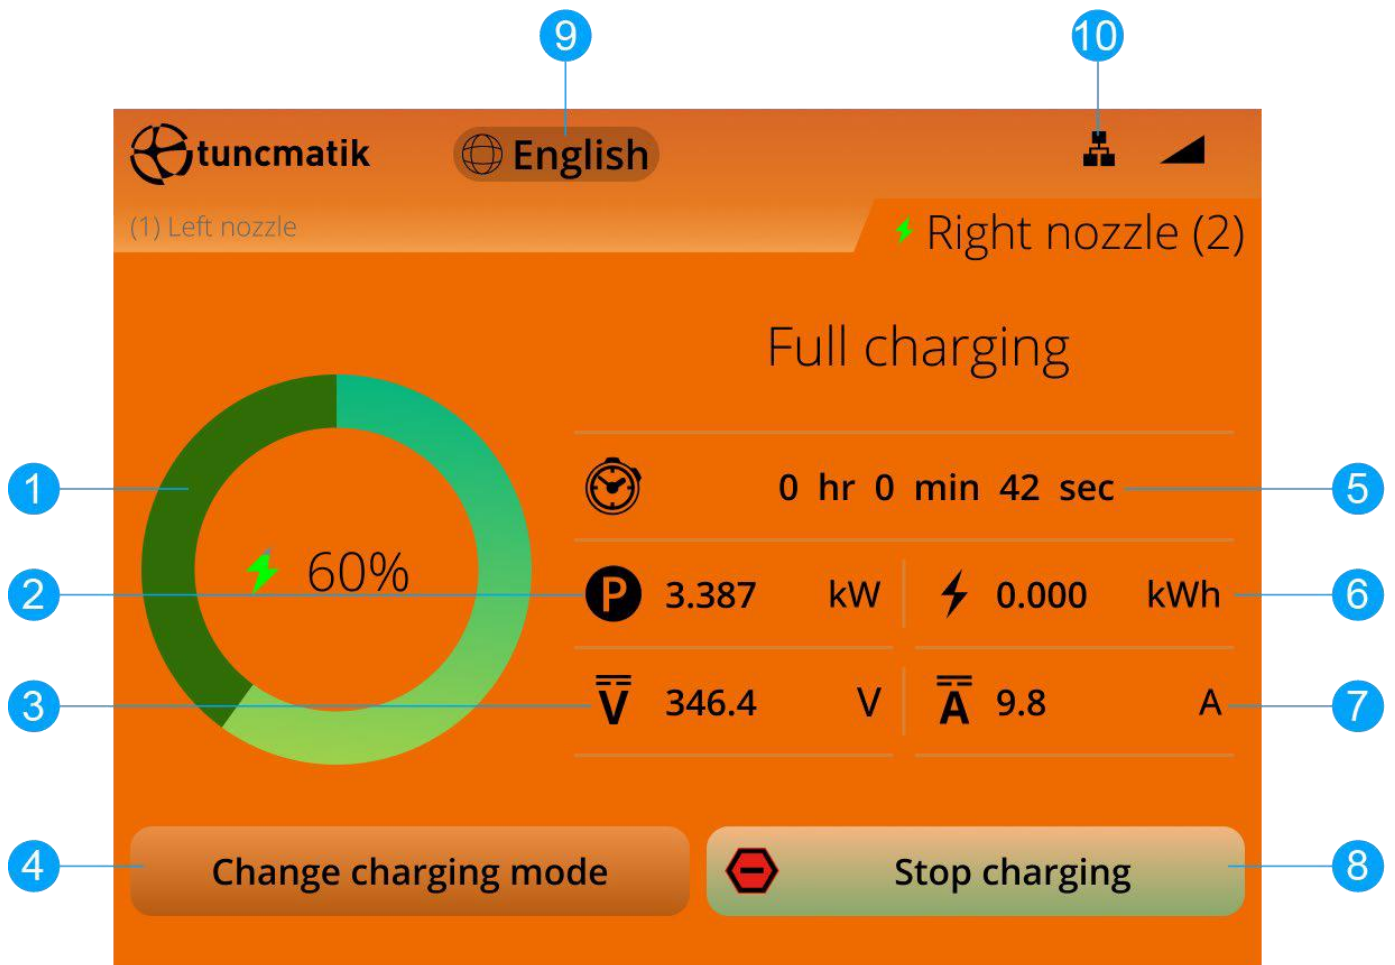 9 10
tuncmatik English
(1) Left nozzle Right nozzle (2)
Full charging
1 0 hr 0 min 42 sec 5
60%
2 P 3.387 kW 0.000 kWh 6
3 V 346.4 V A 9.8 A 7
4 Change charging mode Stop charging 8